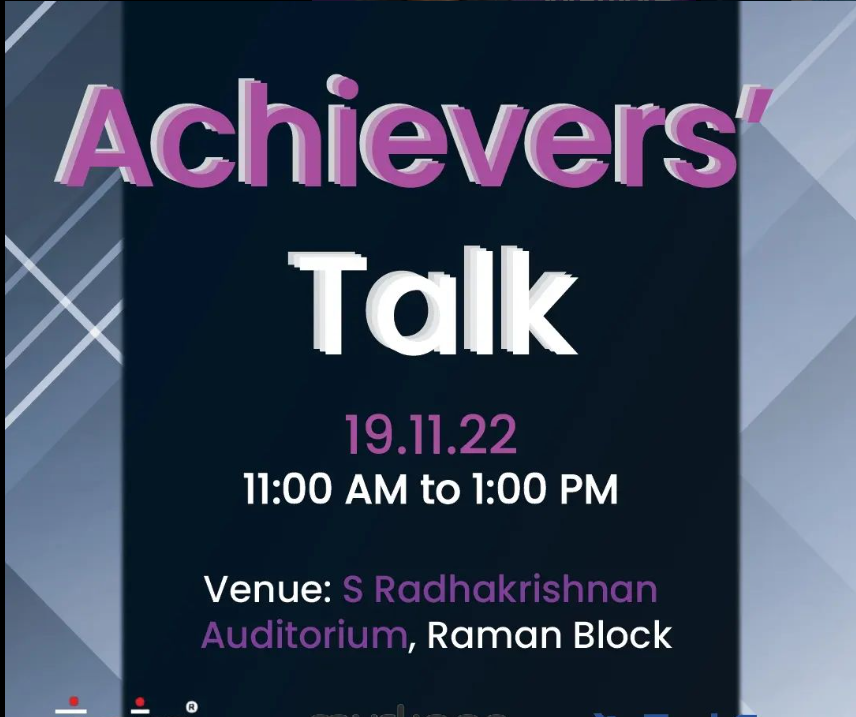 Achievers’
Talk
19.11.22
11:00 AM to 1:00 PM
Venue: S Radhakrishnan
Auditorium, Raman Block
®